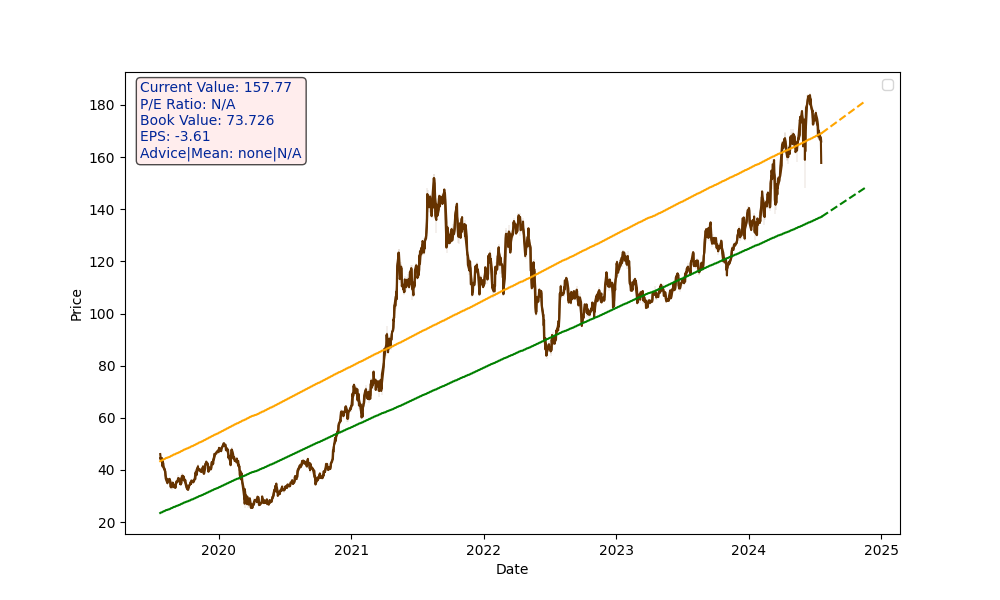 Current Value: 157.77
P/E Ratio: N/A
Book Value: 73.726
EPS: -3.61
Advice|Mean: none|N/A
180
160
140
120
100
80
60
40
20
Price
2020 2021 2022 2023 2024 2025
Date